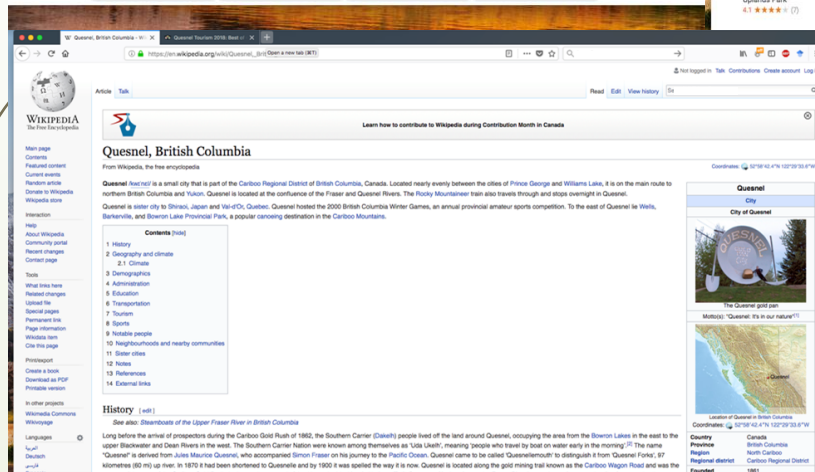 Uplands Park
4.1 ★★★★★ (7)
Quesnel, British Columbia - Wi
Quesnel Tourism 2018: Best of
https://en.wikipedia.org/wiki/Quesnel,_Brit
Open a new tab (⌘T)
Not logged in Talk Contributions Create account Log
Article Talk
Read Edit View history
WIKIPEDIA
The Free Encyclopedia
Learn how to contribute to Wikipedia during Contribution Month in Canada
Main page
Contents
Featured content
Current events
Random article
Donate to Wikipedia
Wikipedia store
Interaction
Help
About Wikipedia
Community portal
Recent changes
Contact page
Tools
What links here
Related changes
Upload file
Special pages
Permanent link
Page information
Wikidata item
Cite this page
Print/export
Create a book
Download as PDF
Printable version
In other projects
Wikimedia Commons
Wikivoyage
Languages
العربية
Deutsch
فارسی
Quesnel, British Columbia
From Wikipedia, the free encyclopedia
Coordinates: 52°58′42.4″N 122°29′33.6″W
Quesnel /kwɪˈnɛl/ is a small city that is part of the Cariboo Regional District of British Columbia, Canada. Located nearly evenly between the cities of Prince George and Williams Lake, it is on the main route to
northern British Columbia and Yukon. Quesnel is located at the confluence of the Fraser and Quesnel Rivers. The Rocky Mountaineer train also travels through and stops overnight in Quesnel.
Quesnel is sister city to Shiraoi, Japan and Val-d'Or, Quebec. Quesnel hosted the 2000 British Columbia Winter Games, an annual provincial amateur sports competition. To the east of Quesnel lie Wells,
Barkerville, and Bowron Lake Provincial Park, a popular canoeing destination in the Cariboo Mountains.
Contents [hide]
1 History
2 Geography and climate
2.1 Climate
3 Demographics
4 Administration
5 Education
6 Transportation
7 Tourism
8 Sports
9 Notable people
10 Neighbourhoods and nearby communities
11 Sister cities
12 Notes
13 References
14 External links
History [edit]
See also: Steamboats of the Upper Fraser River in British Columbia
Long before the arrival of prospectors during the Cariboo Gold Rush of 1862, the Southern Carrier (Dakelh) people lived off the land around Quesnel, occupying the area from the Bowron Lakes in the east to the
upper Blackwater and Dean Rivers in the west. The Southern Carrier Nation were known among themselves as 'Uda Ukelh', meaning 'people who travel by boat on water early in the morning'.[2] The name
"Quesnel" is derived from Jules Maurice Quesnel, who accompanied Simon Fraser on his journey to the Pacific Ocean. Quesnel came to be called 'Quesnellemouth' to distinguish it from 'Quesnel Forks', 97
kilometres (60 mi) up river. In 1870 it had been shortened to Quesnelle and by 1900 it was spelled the way it is now. Quesnel is located along the gold mining trail known as the Cariboo Wagon Road and was the
Quesnel
City
City of Quesnel
QUESNEL
The Quesnel gold pan
Motto(s): "Quesnel: It's in our nature"[1]
Quesnel
Location of Quesnel in British Columbia
Coordinates: 52°58′42.4″N 122°29′33.6″W
Country Canada
Province British Columbia
Region North Cariboo
Regional district Cariboo Regional District
Founded 1861